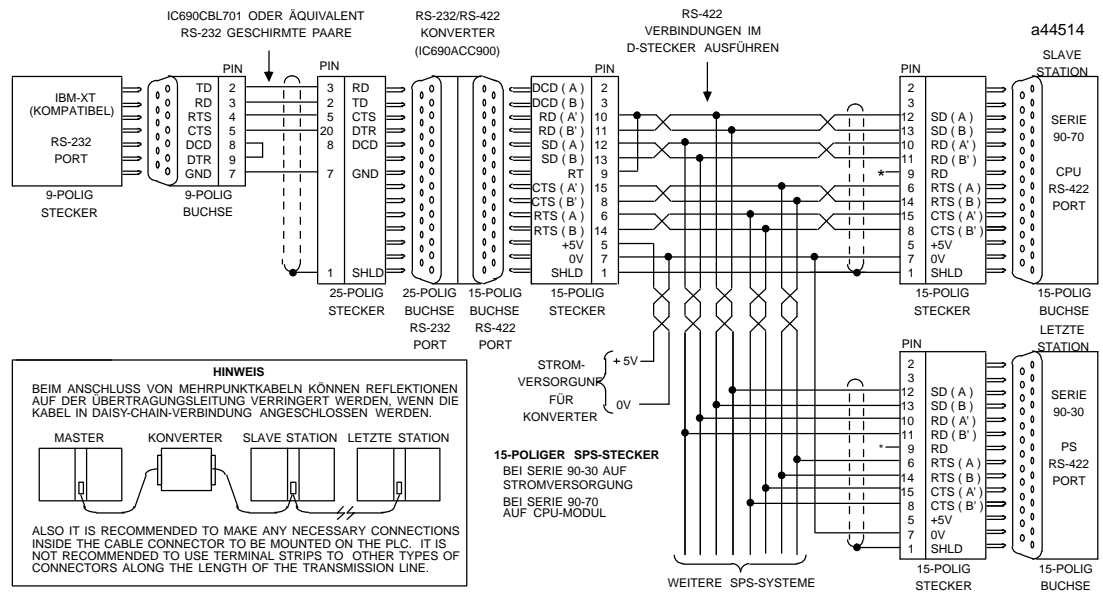 IC690CBL701 ODER ÄQUIVALENT
RS-232 GESCHIRMTE PAARE
RS-232/RS-422
KONVERTER
(IC690ACC900)
RS-422
VERBINDUNGEN IM
D-STECKER AUSFÜHREN
a44514
SLAVE
STATION
IBM-XT
(KOMPATIBEL)
RS-232
PORT
9-POLIG
STECKER
PIN
TD 2
RD 3
RTS 4
CTS 5
DCD 8
DTR 9
GND 7
9-POLIG
BUCHSE
PIN
3 RD
2 TD
5 CTS
20 DTR
8 DCD
7 GND
1 SHLD
25-POLIG
STECKER
25-POLIG
BUCHSE
RS-232
PORT
15-POLIG
BUCHSE
RS-422
PORT
PIN
DCD ( A ) 2
DCD ( B ) 3
RD ( A' ) 10
RD ( B' ) 11
SD ( A ) 12
SD ( B ) 13
RT 9
CTS ( A' ) 15
CTS ( B' ) 8
RTS ( A ) 6
RTS ( B ) 14
+5V 5
0V 7
SHLD 1
15-POLIG
STECKER
PIN
2
3
12 SD ( A )
13 SD ( B )
10 RD ( A' )
11 RD ( B' )
* 9 RD
6 RTS ( A )
14 RTS ( B )
15 CTS ( A' )
8 CTS ( B' )
5 +5V
7 0V
1 SHLD
15-POLIG
STECKER
SERIE
90-70
CPU
RS-422
PORT
15-POLIG
BUCHSE
LETZTE
STATION
STROM-
VERSORGUNG
FÜR
KONVERTER
+ 5V
0V
PIN
2
3
12 SD ( A )
13 SD ( B )
10 RD ( A' )
11 RD ( B' )
* 9 RD
6 RTS ( A )
14 RTS ( B )
15 CTS ( A' )
8 CTS ( B' )
5 +5V
7 0V
1 SHLD
15-POLIG
STECKER
SERIE
90-30
PS
RS-422
PORT
15-POLIG
BUCHSE
15-POLIGER SPS-STECKER
BEI SERIE 90-30 AUF
STROMVERSORGUNG
BEI SERIE 90-70
AUF CPU-MODUL
WEITERE SPS-SYSTEME
HINWEIS
BEIM ANSCHLUSS VON MEHRPUNKTKABELN KÖNNEN REFLEKTIONEN
AUF DER ÜBERTRAGUNGSLEITUNG VERRINGERT WERDEN, WENN DIE
KABEL IN DAISY-CHAIN-VERBINDUNG ANGESCHLOSSEN WERDEN.
MASTER KONVERTER SLAVE STATION LETZTE STATION
ALSO IT IS RECOMMENDED TO MAKE ANY NECESSARY CONNECTIONS
INSIDE THE CABLE CONNECTOR TO BE MOUNTED ON THE PLC. IT IS
NOT RECOMMENDED TO USE TERMINAL STRIPS TO OTHER TYPES OF
CONNECTORS ALONG THE LENGTH OF THE TRANSMISSION LINE.